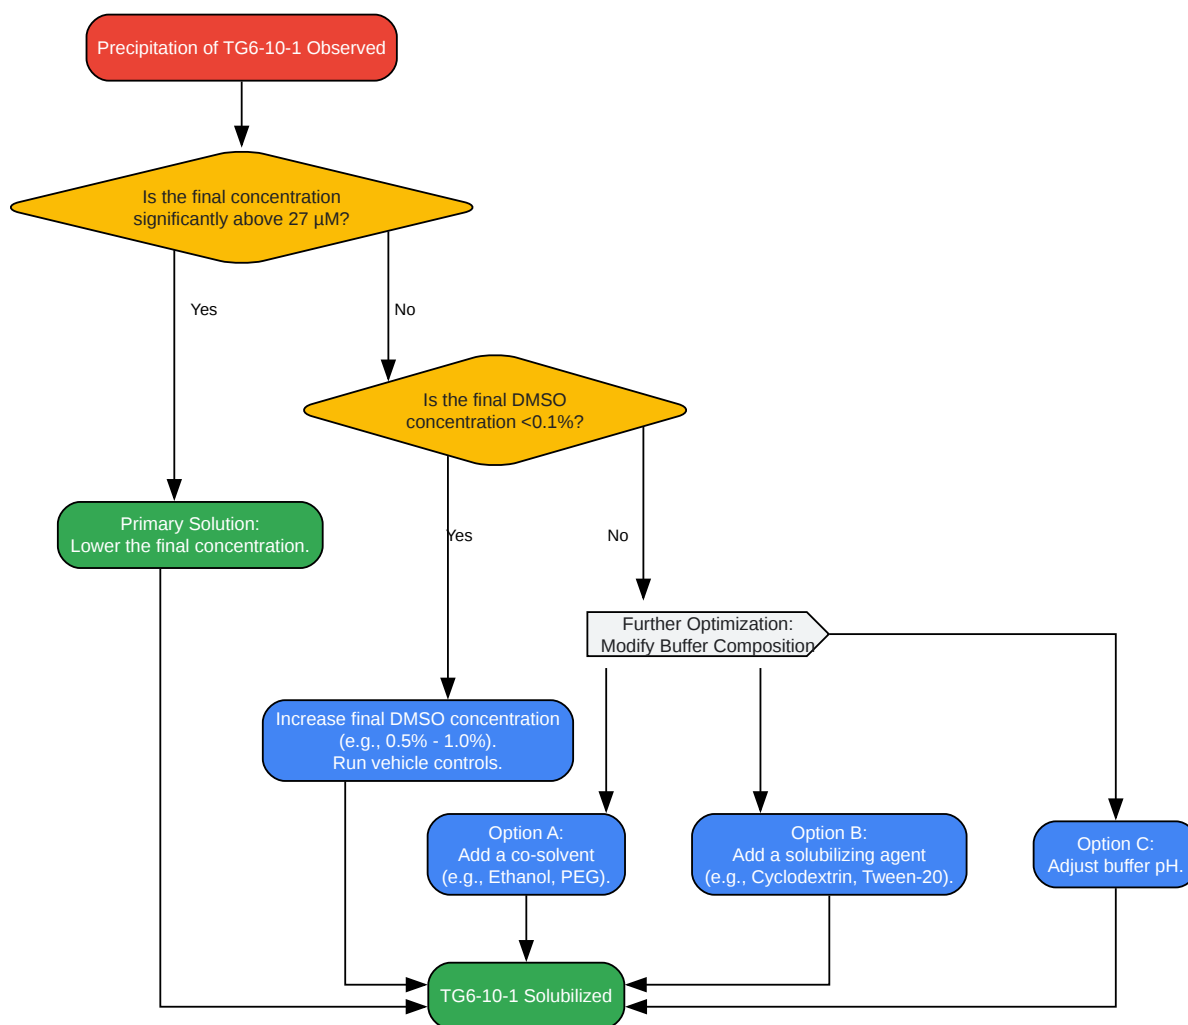 Precipitation of TG6-10-1 Observed
Is the final concentration
significantly above 27 µM?
Yes
No
Is the final DMSO
concentration <0.1%?
Primary Solution:
Lower the final concentration.
Yes
No
Further Optimization:
Modify Buffer Composition
Increase final DMSO concentration
(e.g., 0.5% - 1.0%).
Run vehicle controls.
Option A:
Add a co-solvent
(e.g., Ethanol, PEG).
Option B:
Add a solubilizing agent
(e.g., Cyclodextrin, Tween-20).
Option C:
Adjust buffer pH.
TG6-10-1 Solubilized